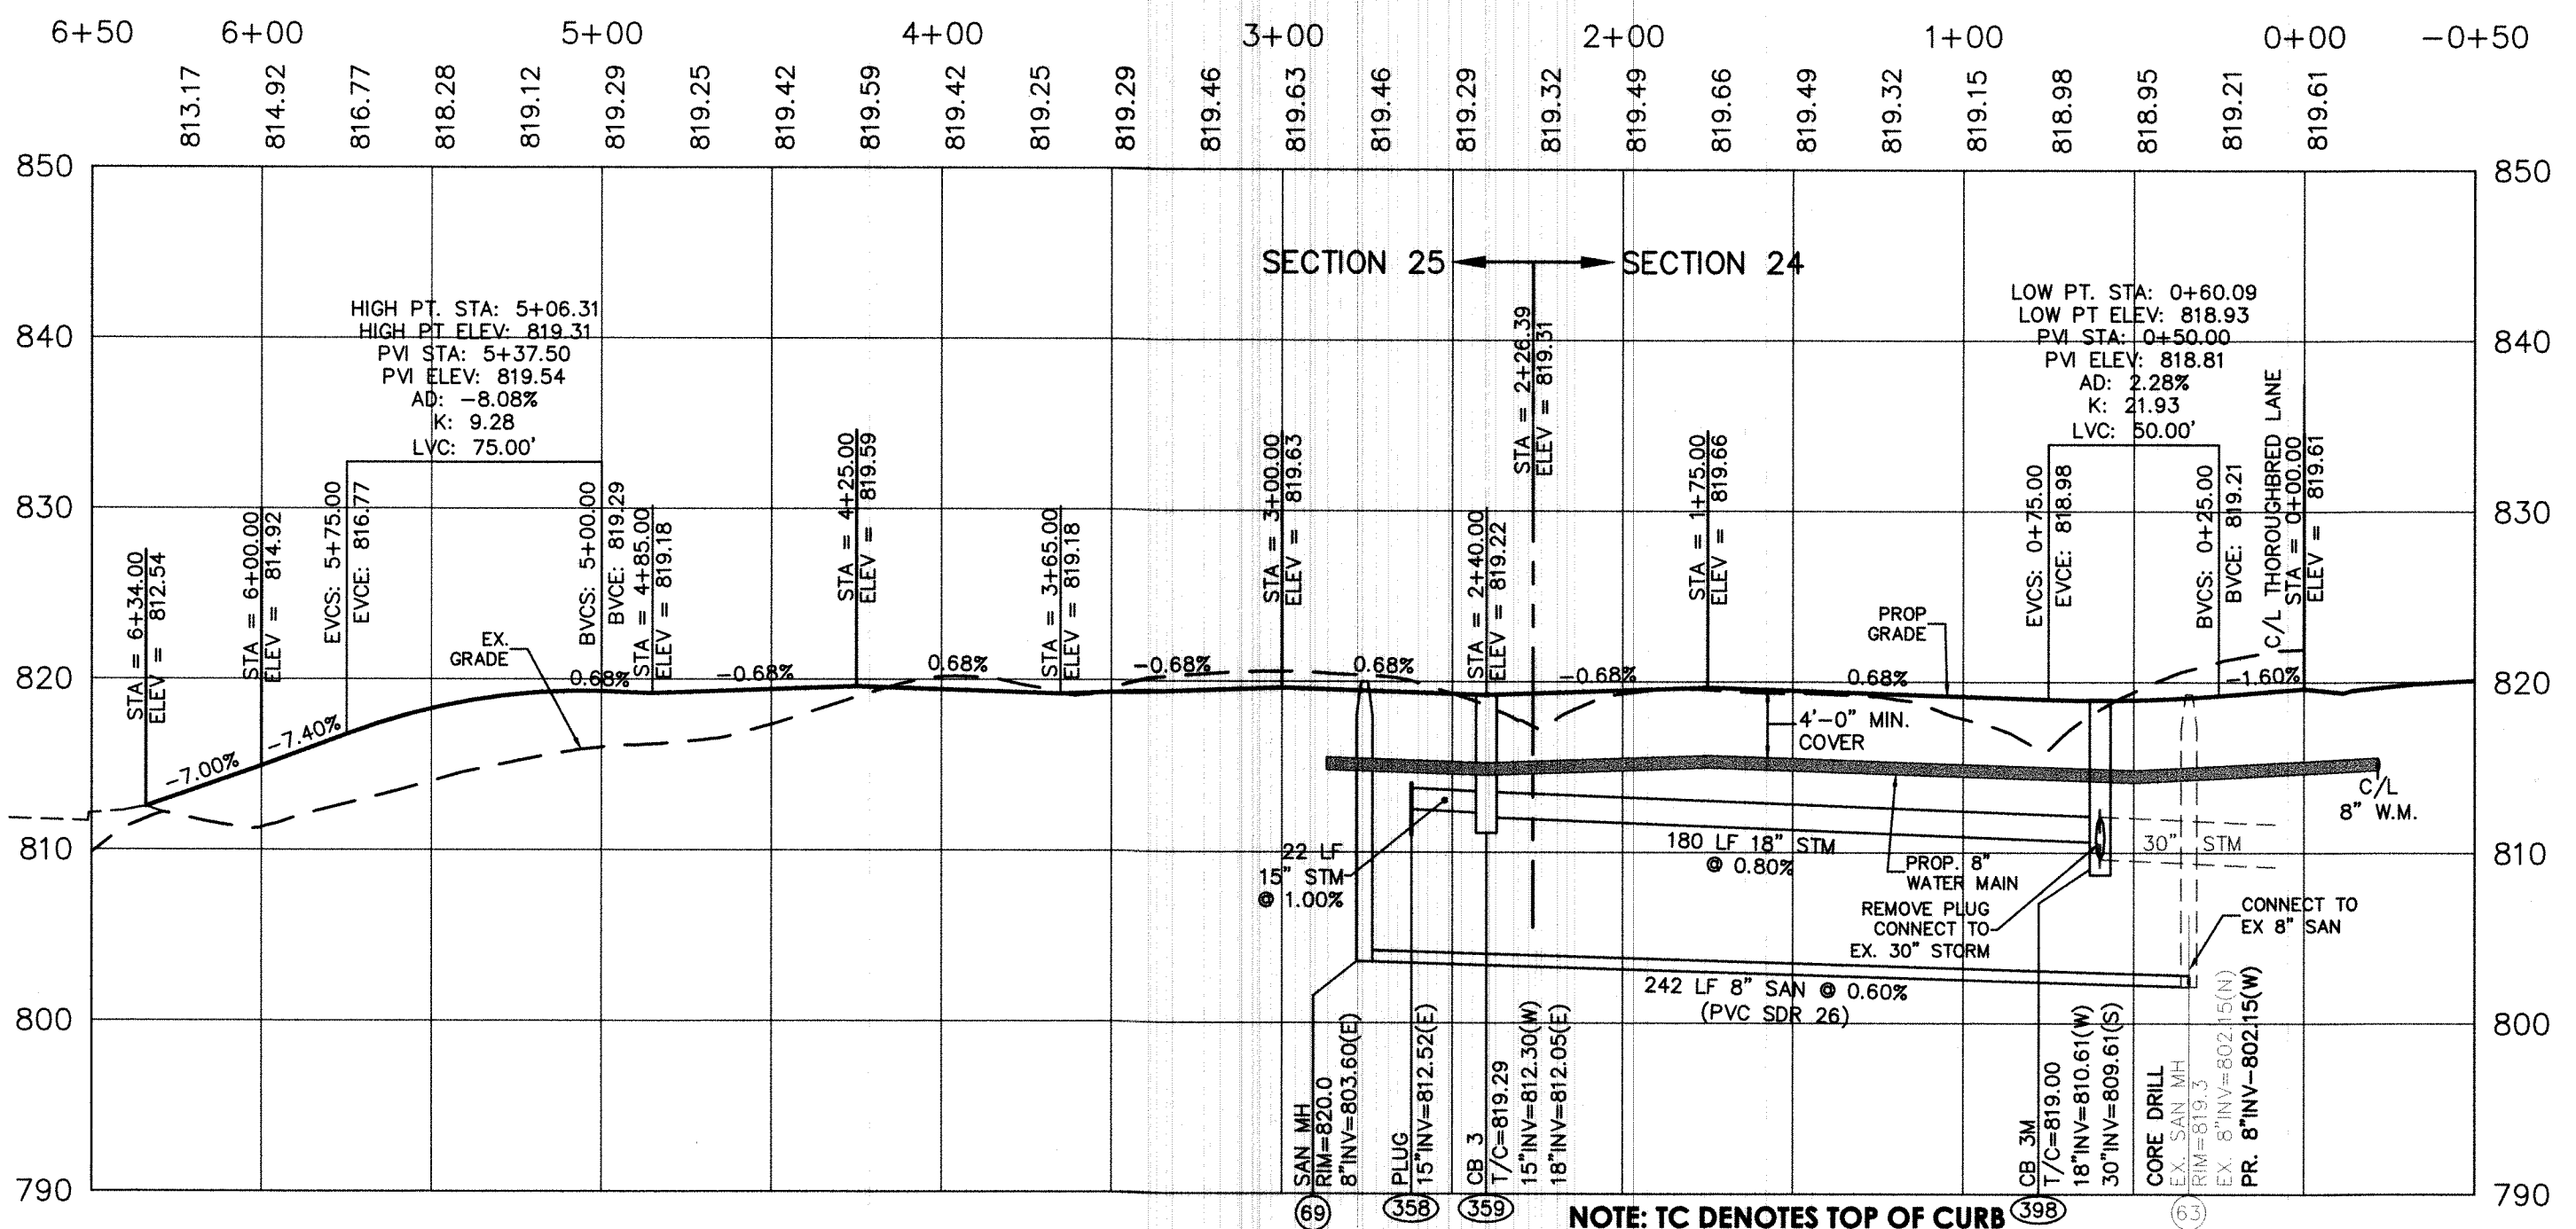 6+50 6+00 5+00 4+00 3+00 2+00 1+00 0+00 -0+50
813.17 814.92 816.77 818.28 819.12 819.29 819.25 819.42 819.59 819.42 819.25 819.29 819.46 819.63 819.46 819.29 819.32 819.49 819.66 819.49 819.32 819.15 818.98 818.95 819.21 819.61
850 850
SECTION 25 SECTION 24
HIGH PT. STA: 5+06.31
HIGH PT ELEV: 819.31
PVI STA: 5+37.50
PVI ELEV: 819.54
AD: -8.08%
K: 9.28
LVC: 75.00'
LOW PT. STA: 0+60.09
LOW PT ELEV: 818.93
PVI STA: 0+50.00
PVI ELEV: 818.81
AD: 2.28%
K: 21.93
LVC: 50.00'
840 840
830 830
STA = 6+34.00
ELEV = 812.54
STA = 6+00.00
ELEV = 814.92
EVCS: 5+75.00
EVCE: 816.77
BVCS: 5+00.00
BVCE: 819.29
STA = 4+85.00
ELEV = 819.18
STA = 4+25.00
ELEV = 819.59
STA = 3+65.00
ELEV = 819.18
STA = 3+00.00
ELEV = 819.63
STA = 2+40.00
ELEV = 819.22
STA = 2+26.39
ELEV = 819.31
STA = 1+75.00
ELEV = 819.66
EVCS: 0+75.00
EVCE: 818.98
BVCS: 0+25.00
BVCE: 819.21
C/L THOROUGHBRED LANE
STA = 0+00.00
ELEV = 819.61
EX.
GRADE
PROP
GRADE
820 820
-7.00% -7.40% 0.68% -0.68% 0.68% -0.68% 0.68% -0.68% 0.68% -1.60%
4'-0" MIN.
COVER
C/L
8" W.M.
810 810
22 LF
15" STM
@ 1.00%
180 LF 18" STM
@ 0.80%
PROP. 8"
WATER MAIN
30" STM
REMOVE PLUG
CONNECT TO
EX. 30" STORM
CONNECT TO
EX 8" SAN
242 LF 8" SAN @ 0.60%
(PVC SDR 26)
800 800
SAN MH
RIM=820.0
8"INV=803.60(E)
PLUG
15"INV=812.52(E)
CB 3
T/C=819.29
15"INV=812.30(W)
18"INV=812.05(E)
CB 3M
T/C=819.00
18"INV=810.61(W)
30"INV=809.61(S)
CORE DRILL
EX. SAN MH
RIM=819.3
EX. 8"INV=802.15(N)
PR. 8"INV-802.15(W)
790 790
69 358 359 398 63
NOTE: TC DENOTES TOP OF CURB